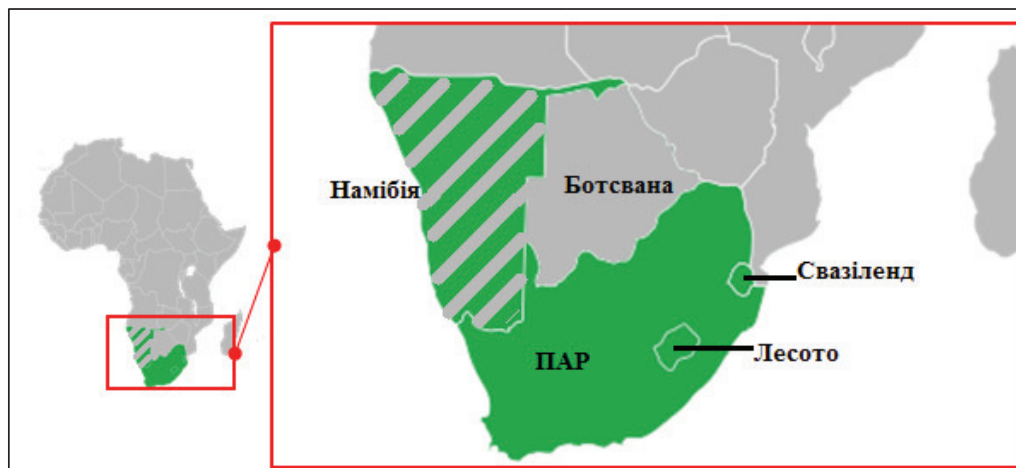 Намібія
Ботсвана
Свазіленд
Лесото
ПАР